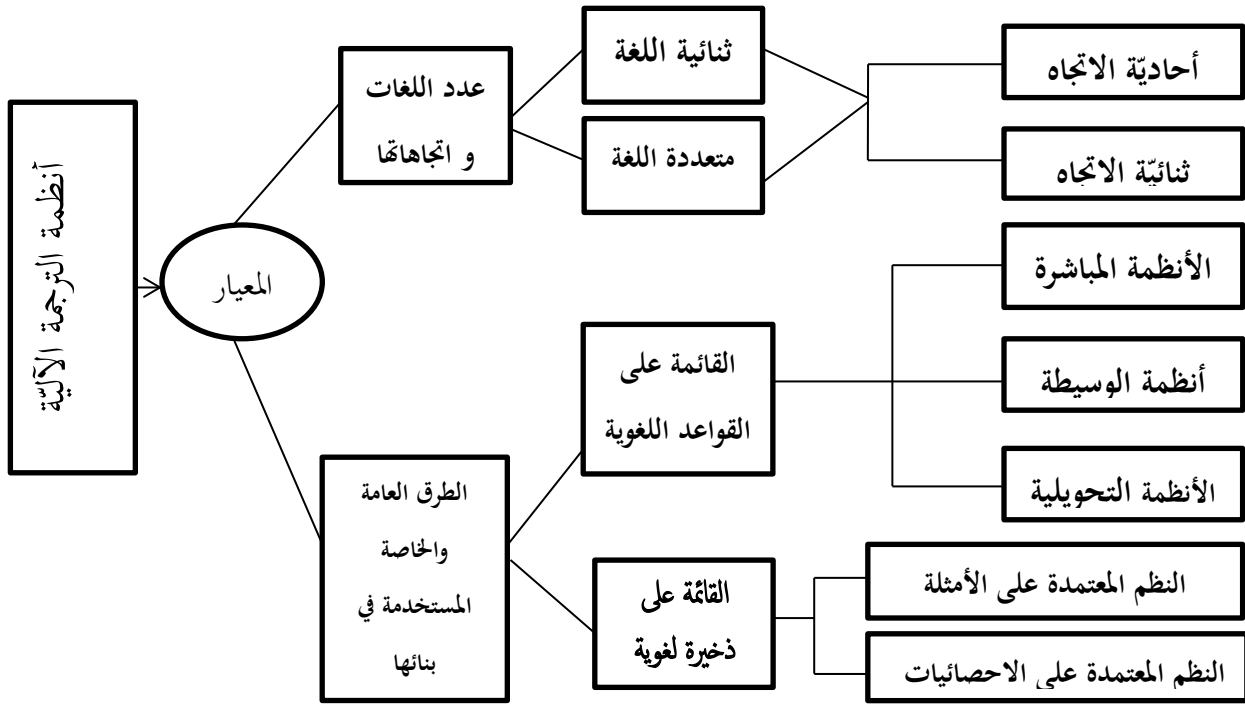 أنظمة الترجمة الآليّة
المعيار
عدد اللغات
و اتجاهاتها
ثنائية اللغة
متعددة اللغة
أحاديّة الاتجاه
ثنائيّة الاتجاه
الطرق العامة
والخاصة
المستخدمة في
بنائها
القائمة على
القواعد اللغوية
الأنظمة المباشرة
أنظمة الوسيطة
الأنظمة التحويلية
القائمة على
ذخيرة لغوية
النظم المعتمدة على الأمثلة
النظم المعتمدة على الاحصائيات